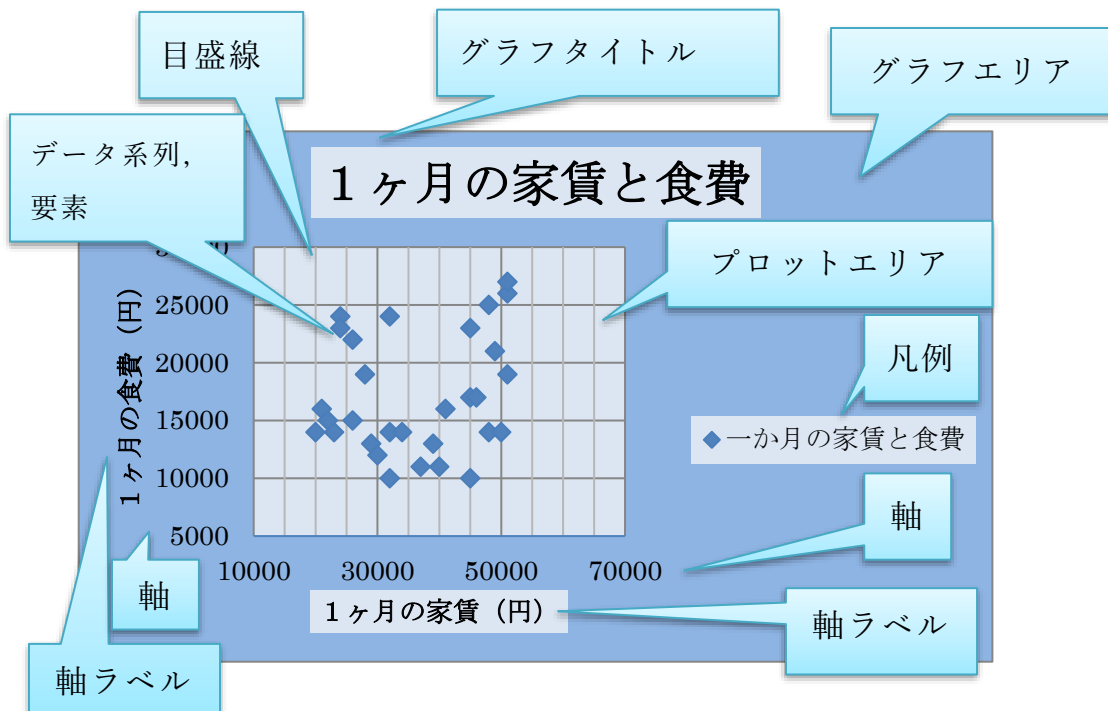 目盛線
グラフタイトル
グラフエリア
データ系列,
要素
１ヶ月の家賃と食費
プロットエリア
25000
20000
15000
10000
5000
１ヶ月の食費（円）
凡例
◆一か月の家賃と食費
軸
10000 30000 50000 70000
軸
１ヶ月の家賃（円）
軸ラベル
軸ラベル